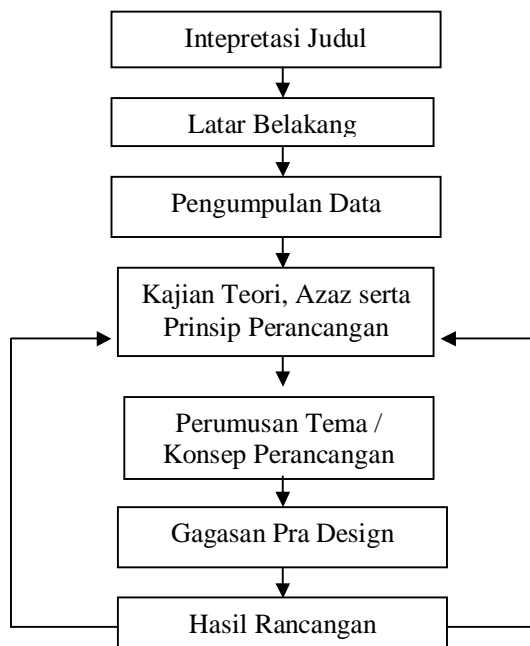 Intepretasi Judul
Latar Belakang
Pengumpulan Data
Kajian Teori, Azaz serta
Prinsip Perancangan
Perumusan Tema /
Konsep Perancangan
Gagasan Pra Design
Hasil Rancangan